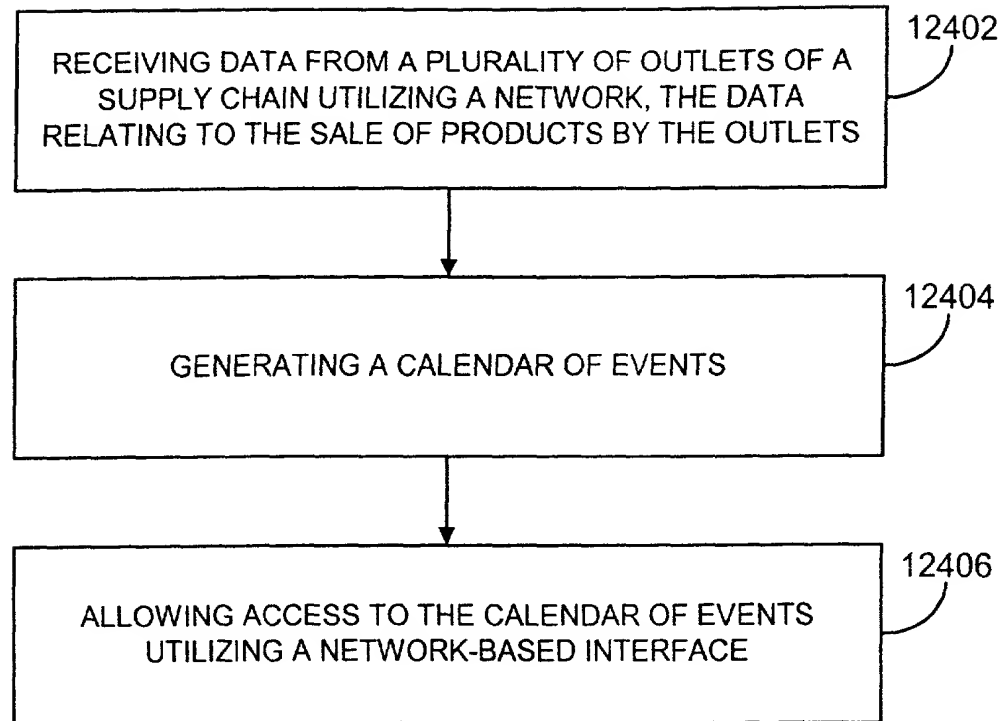 12402
RECEIVING DATA FROM A PLURALITY OF OUTLETS OF A
SUPPLY CHAIN UTILIZING A NETWORK, THE DATA
RELATING TO THE SALE OF PRODUCTS BY THE OUTLETS
12404
GENERATING A CALENDAR OF EVENTS
12406
ALLOWING ACCESS TO THE CALENDAR OF EVENTS
UTILIZING A NETWORK-BASED INTERFACE